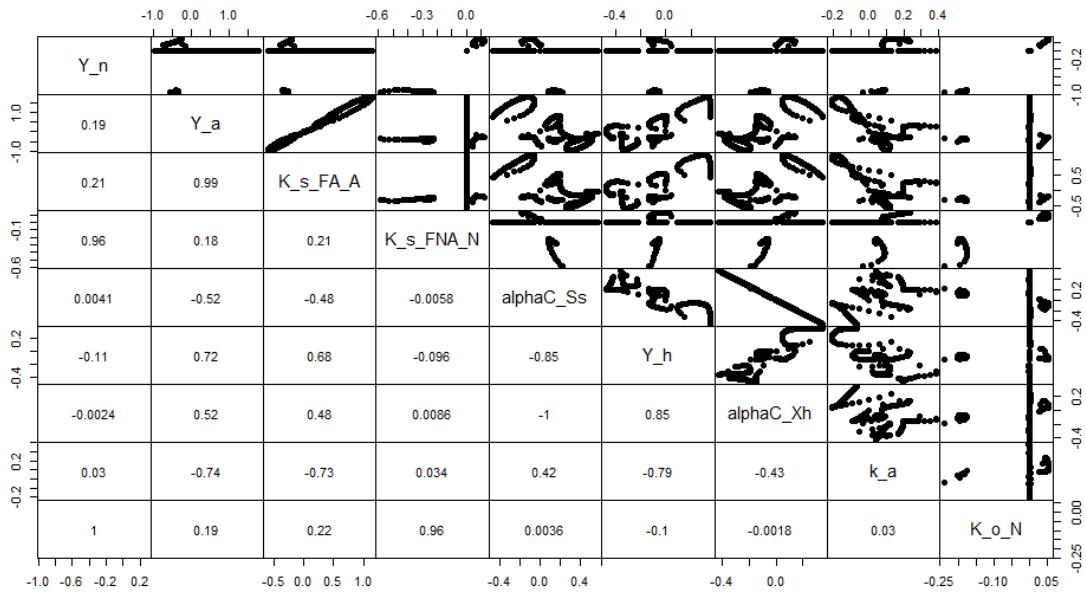 -1.0 0.0 1.0 -0.6 -0.3 0.0 -0.4 0.0 -0.2 0.0 0.2 0.4
Y_n -1.0 -0.2
-1.0 1.0 0.19 Y_a
0.21 0.99 K_s_FA_A -0.5 0.5
-0.6 -0.1 0.96 0.18 0.21 K_s_FNA_N
0.0041 -0.52 -0.48 -0.0058 alphaC_Ss -0.4 0.2
-0.4 0.2 -0.11 0.72 0.68 -0.096 -0.85 Y_h
-0.0024 0.52 0.48 0.0086 -1 0.85 alphaC_Xh -0.4 0.2
-0.2 0.2 0.03 -0.74 -0.73 0.034 0.42 -0.79 -0.43 k_a
1 0.19 0.22 0.96 0.0036 -0.1 -0.0018 0.03 K_o_N -0.25 0.00
-1.0 -0.6 -0.2 0.2 -0.5 0.0 0.5 1.0 -0.4 0.0 0.4 -0.4 0.0 -0.25 -0.10 0.05